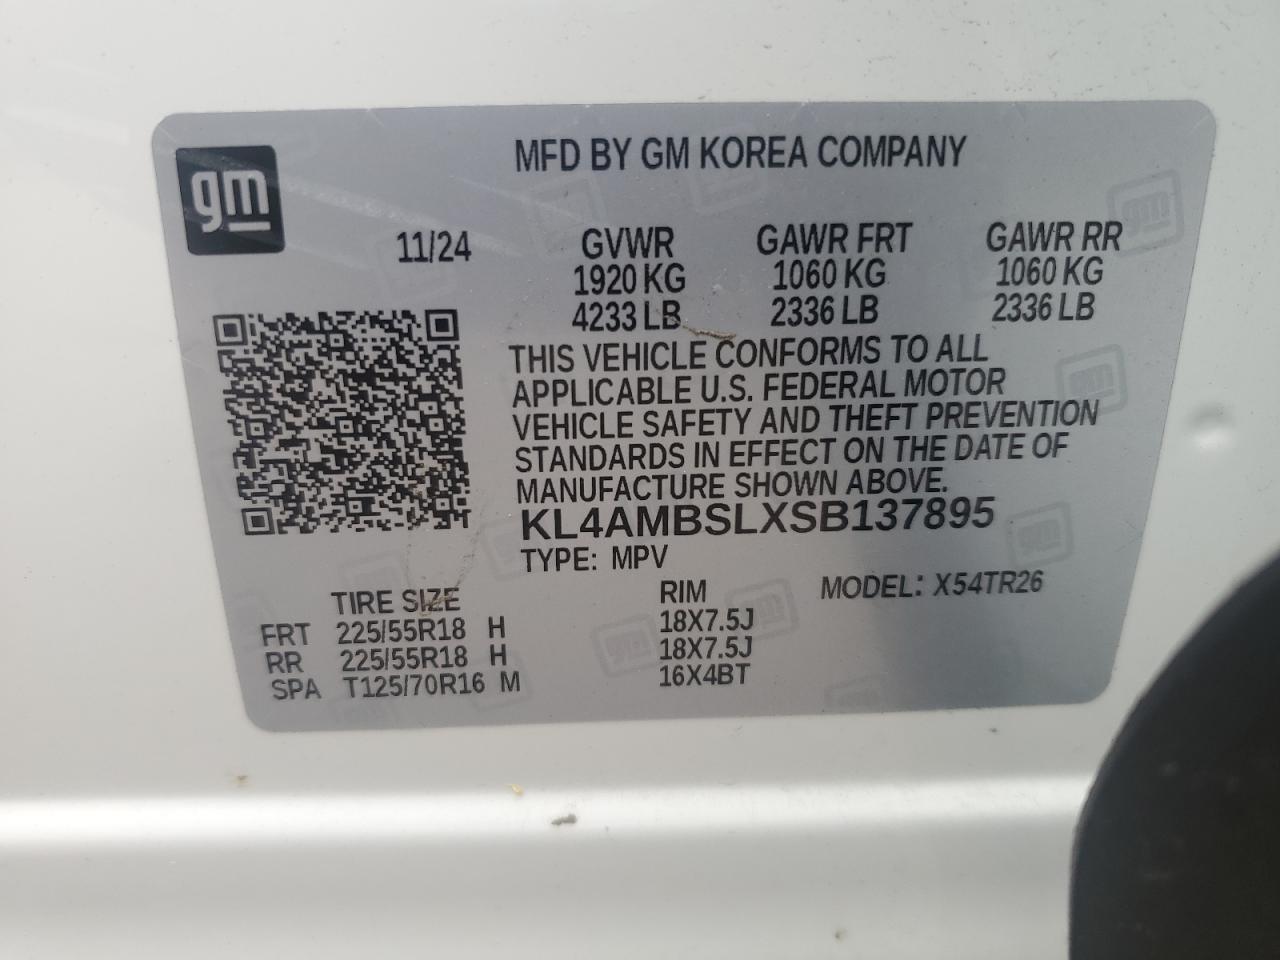 gm
MFD BY GM KOREA COMPANY
11/24 GVWR GAWR FRT GAWR RR
1920 KG 1060 KG 1060 KG
4233 LB 2336 LB 2336 LB
THIS VEHICLE CONFORMS TO ALL
APPLICABLE U.S. FEDERAL MOTOR
VEHICLE SAFETY AND THEFT PREVENTION
STANDARDS IN EFFECT ON THE DATE OF
MANUFACTURE SHOWN ABOVE.
KL4AMBSLXSB137895
TYPE: MPV
TIRE SIZE RIM MODEL: X54TR26
FRT 225/55R18 H 18X7.5J
RR 225/55R18 H 18X7.5J
SPA T125/70R16 M 16X4BT